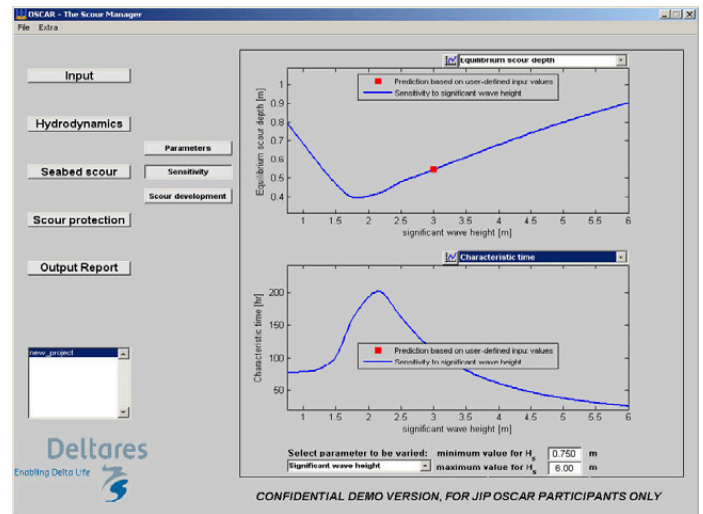 OSCAR - The Scour Manager
File Extra
Input
Hydrodynamics
Seabed scour
Scour protection
Output Report
Parameters
Sensitivity
Scour development
new_project
Deltares
Enabling Delta Life
Equilibrium scour depth
Prediction based on user-defined input values
Sensitivity to significant wave height
Equilibrium scour depth [m]
1
0.9
0.8
0.7
0.6
0.5
0.4
1 1.5 2 2.5 3 3.5 4 4.5 5 5.5 6
significant wave height [m]
Characteristic time
Prediction based on user-defined input values
Sensitivity to significant wave height
Characteristic time [hr]
200
150
100
50
1 1.5 2 2.5 3 3.5 4 4.5 5 5.5 6
significant wave height [m]
Select parameter to be varied: minimum value for Hs 0.750 m
Significant wave height maximum value for Hs 6.00 m
CONFIDENTIAL DEMO VERSION, FOR JIP OSCAR PARTICIPANTS ONLY